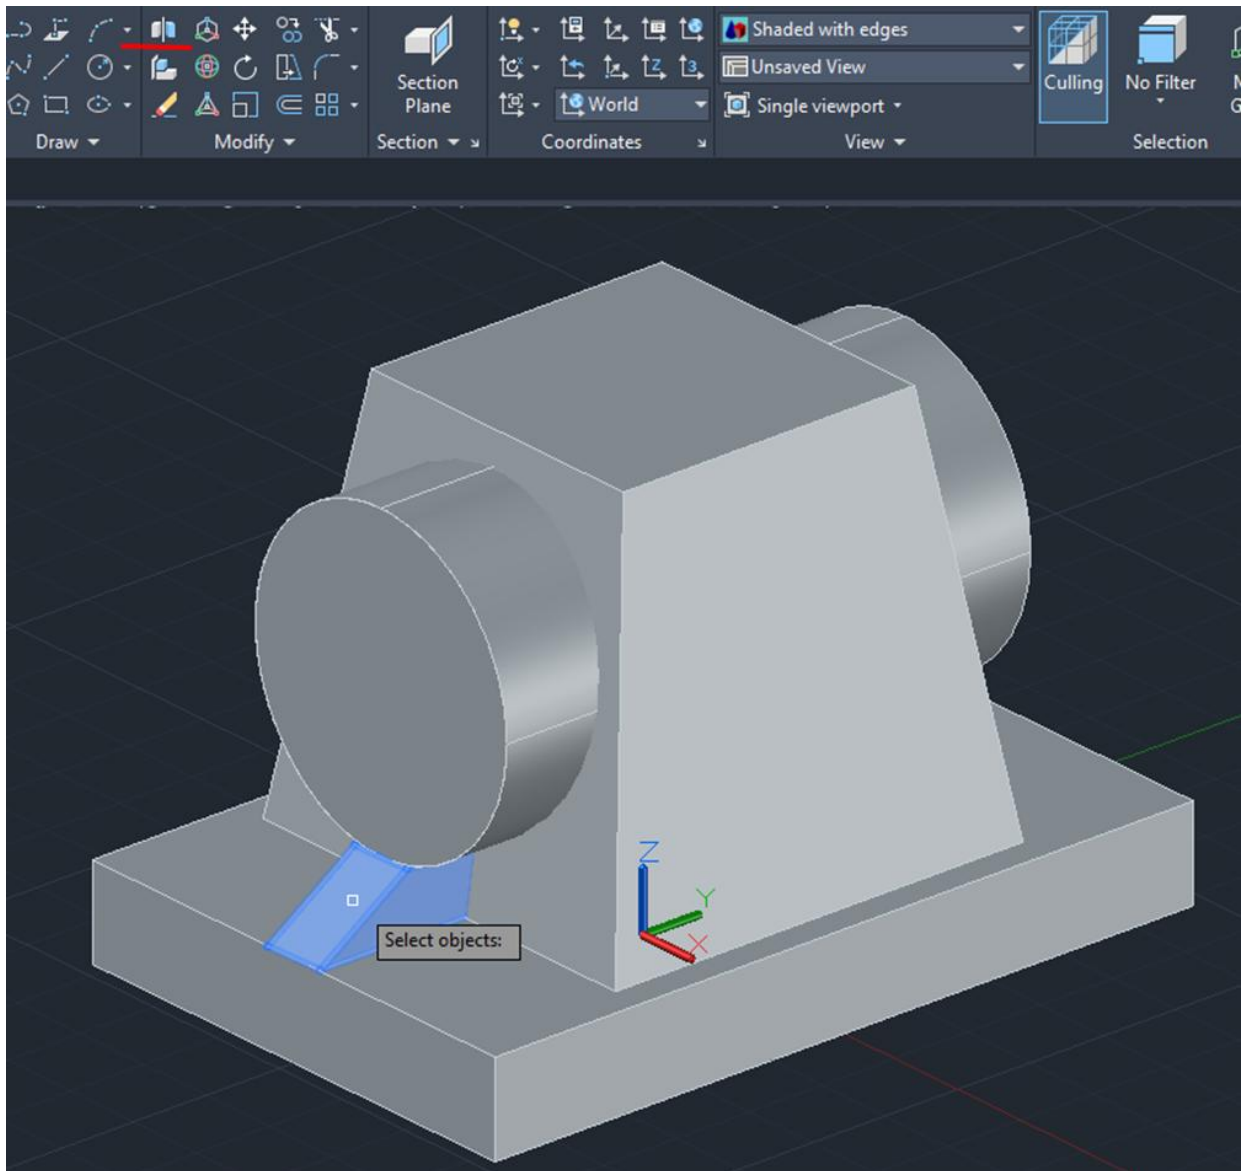 Shaded with edges
Unsaved View
Section
Plane
World
Single viewport
Culling
No Filter
Draw
Modify
Section
Coordinates
View
Selection
Z
Y
X
Select objects: